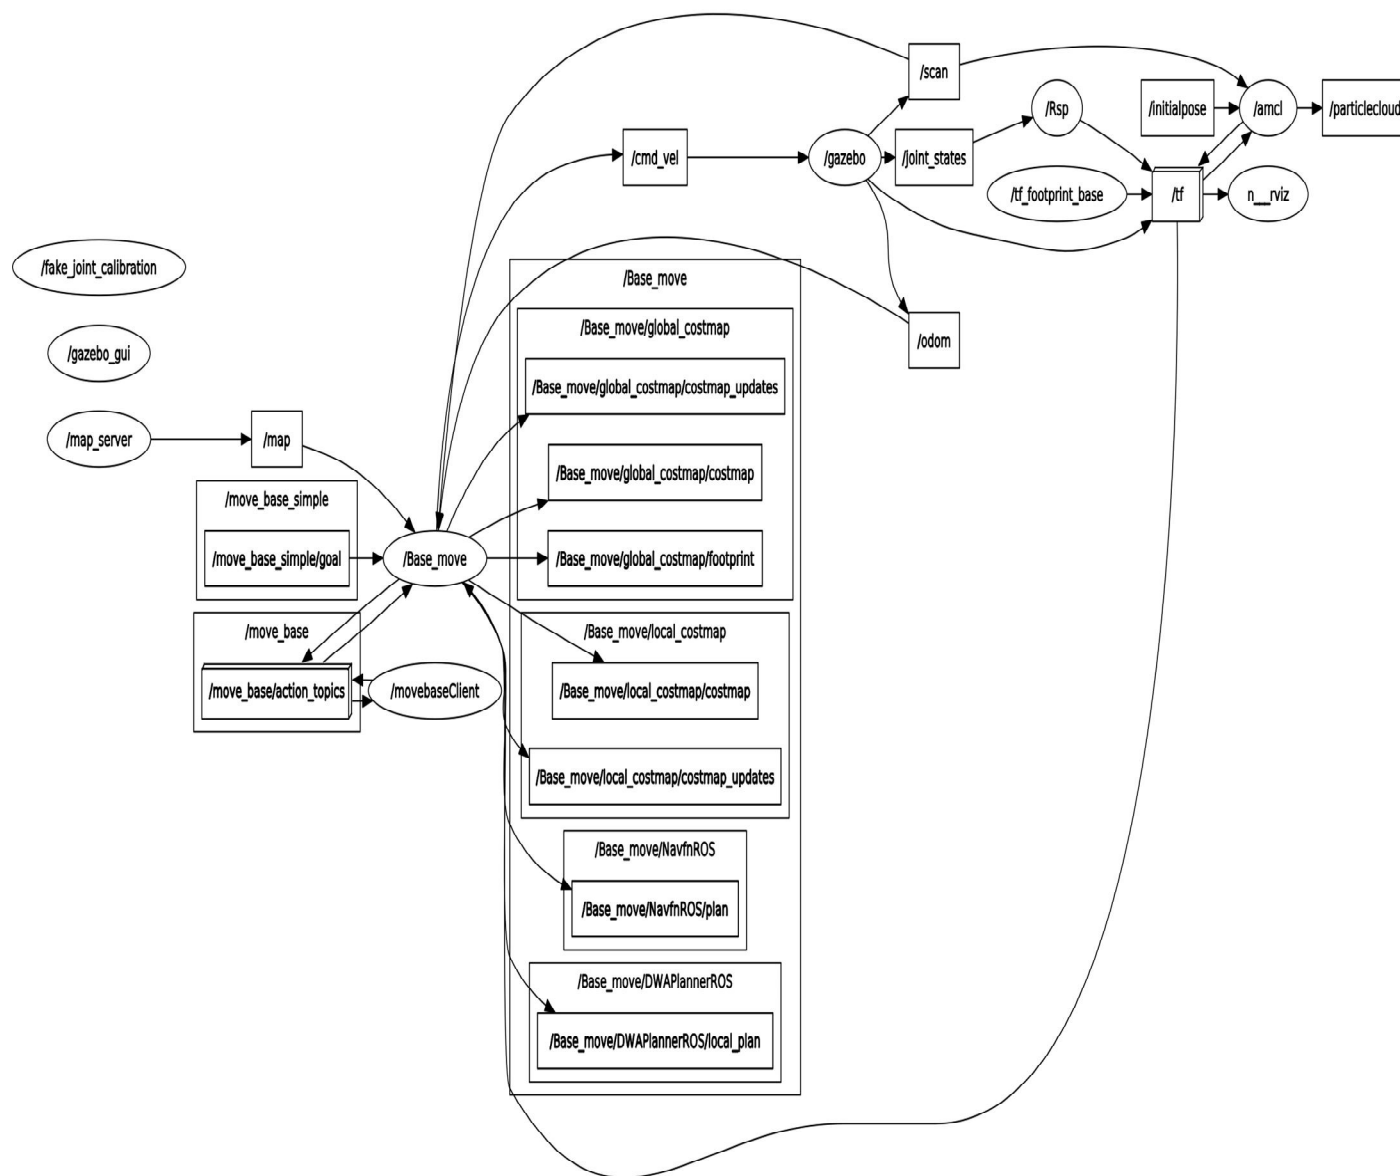 /scan
/Rsp
/initialpose
/amcl
/particlecloud
/cmd_vel
/gazebo
/joint_states
/tf_footprint_base
/tf
n__rviz
/fake_joint_calibration
/Base_move
/Base_move/global_costmap
/odom
/gazebo_gui
/Base_move/global_costmap/costmap_updates
/map_server
/map
/Base_move/global_costmap/costmap
/move_base_simple
/move_base_simple/goal
/Base_move
/Base_move/global_costmap/footprint
/move_base
/Base_move/local_costmap
/move_base/action_topics
/movebaseClient
/Base_move/local_costmap/costmap
/Base_move/local_costmap/costmap_updates
/Base_move/NavfnROS
/Base_move/NavfnROS/plan
/Base_move/DWAPlannerROS
/Base_move/DWAPlannerROS/local_plan